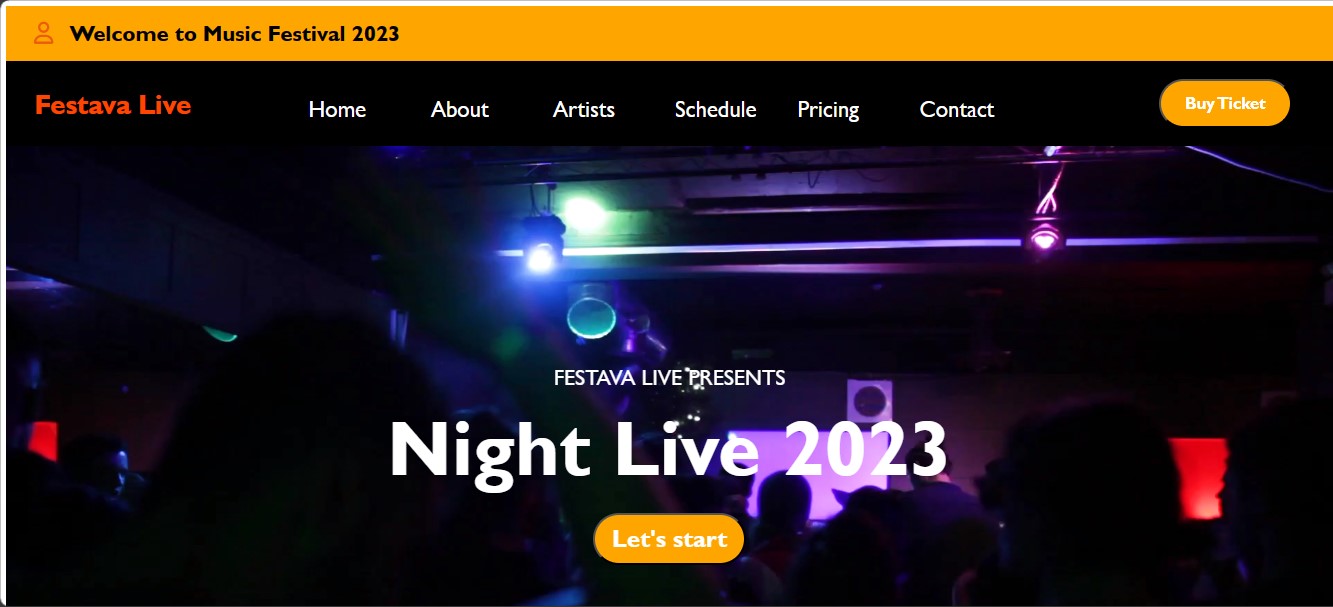 Welcome to Music Festival 2023
Festava Live
Home About Artists Schedule Pricing Contact
Buy Ticket
FESTAVA LIVE PRESENTS
Night Live 2023
Let's start